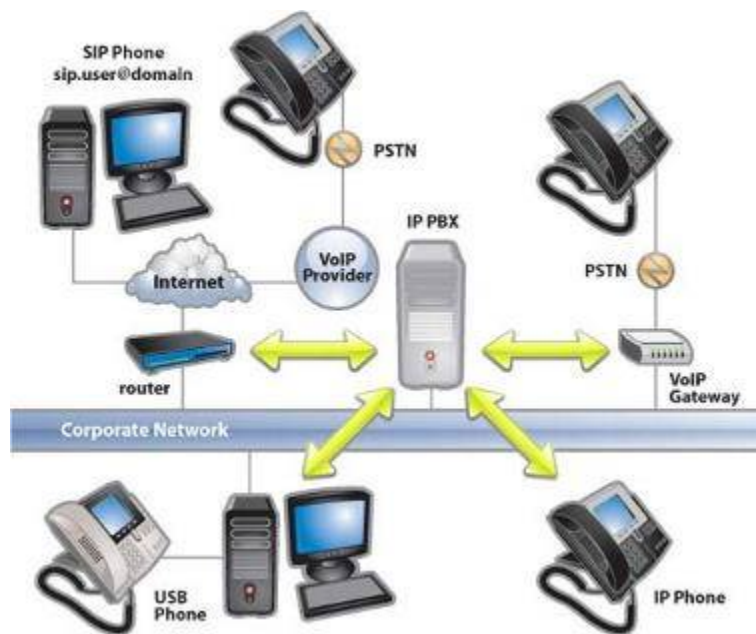 SIP Phone
sip.user@domain
PSTN
IP PBX
VoIP
Provider
Internet
PSTN
router
VoIP
Gateway
Corporate Network
USB
Phone
IP Phone